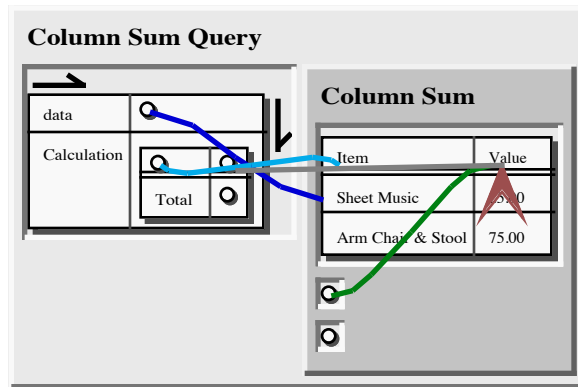 Column Sum Query
Column Sum
data
Calculation
Total
Item Value
Sheet Music
Arm Chair & Stool 75.00